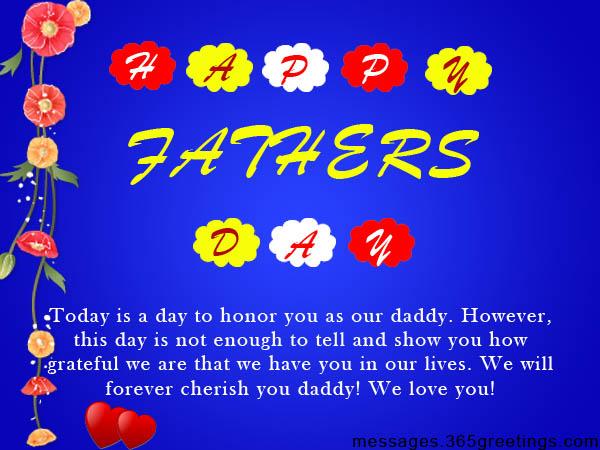 HAPPY
FATHERS
DAY
Today is a day to honor you as our daddy. However,
this day is not enough to tell and show you how
grateful we are that we have you in our lives. We will
forever cherish you daddy! We love you!
messages.365greetings.com